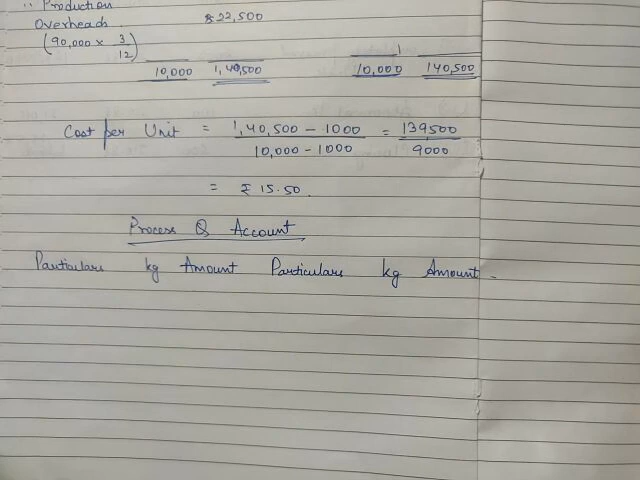 " Production
Overheads ₹22,500
(90,000 × 3/12)
10,000 1,40,500 10,000 140,500
Cost per Unit = 1,40,500 - 1000 / 10,000 - 1000 = 139500 / 9000
= ₹ 15.50.
Process Q Account
Particulars kg Amount Particulars kg Amount